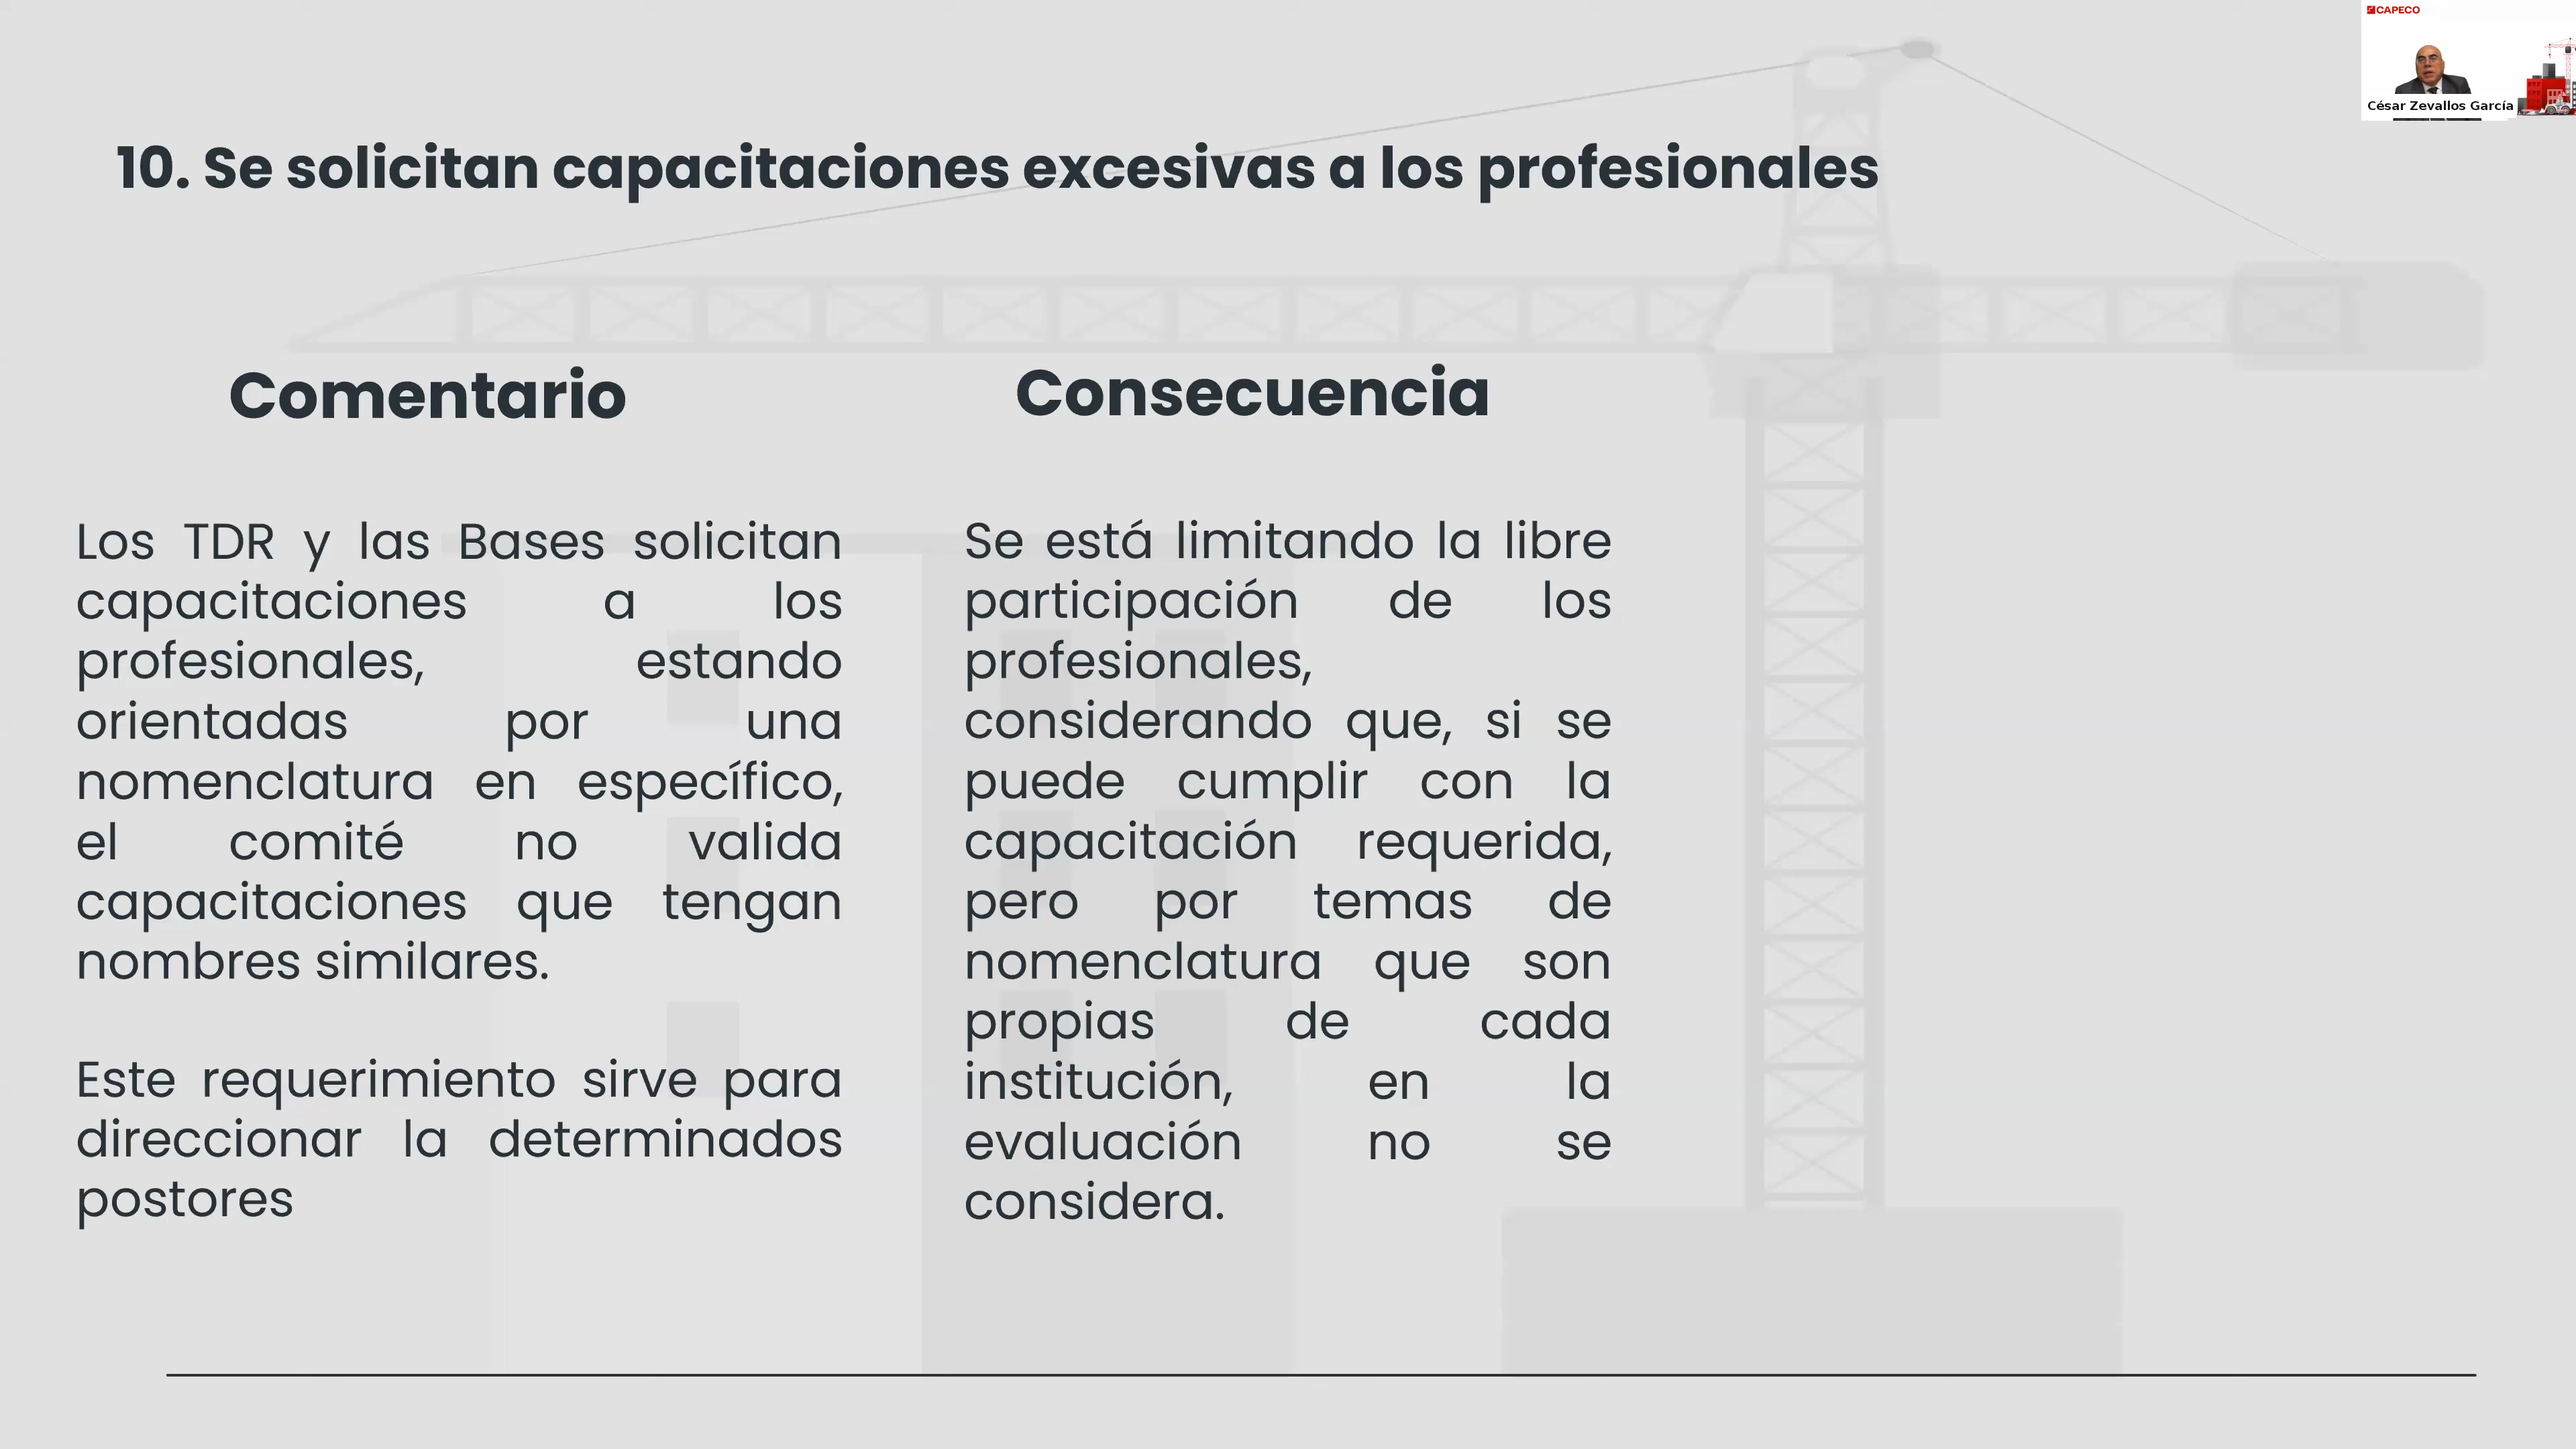 CAPECO
César Zevallos García
10. Se solicitan capacitaciones excesivas a los profesionales
Comentario
Los TDR y las Bases solicitan
capacitaciones a los
profesionales, estando
orientadas por una
nomenclatura en específico,
el comité no valida
capacitaciones que tengan
nombres similares.
Este requerimiento sirve para
direccionar la determinados
postores
Consecuencia
Se está limitando la libre
participación de los
profesionales,
considerando que, si se
puede cumplir con la
capacitación requerida,
pero por temas de
nomenclatura que son
propias de cada
institución, en la
evaluación no se
considera.